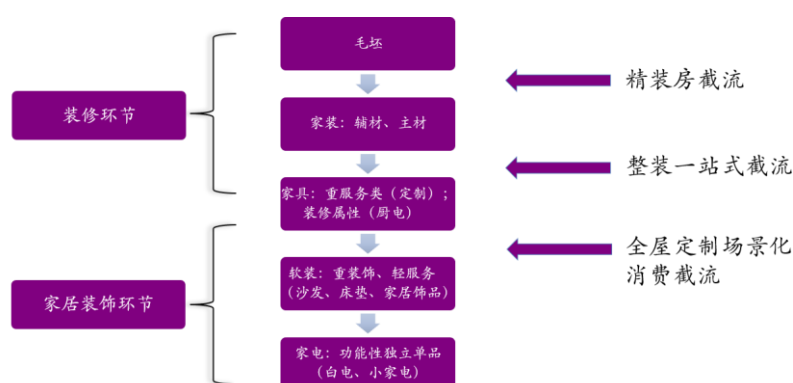 毛坯
精装房截流
装修环节
家装：辅材、主材
整装一站式截流
家具：重服务类（定制）；
装修属性（厨电）
全屋定制场景化
消费截流
软装：重装饰、轻服务
（沙发、床垫、家居饰品）
家居装饰环节
家电：功能性独立单品
（白电、小家电）